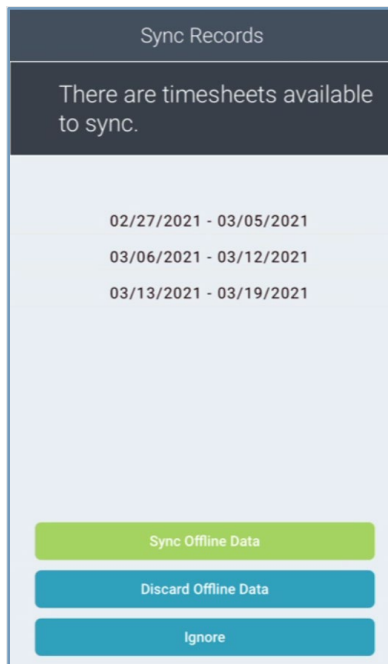 Sync Records
There are timesheets available
to sync.
02/27/2021 - 03/05/2021
03/06/2021 - 03/12/2021
03/13/2021 - 03/19/2021
Sync Offline Data
Discard Offline Data
Ignore